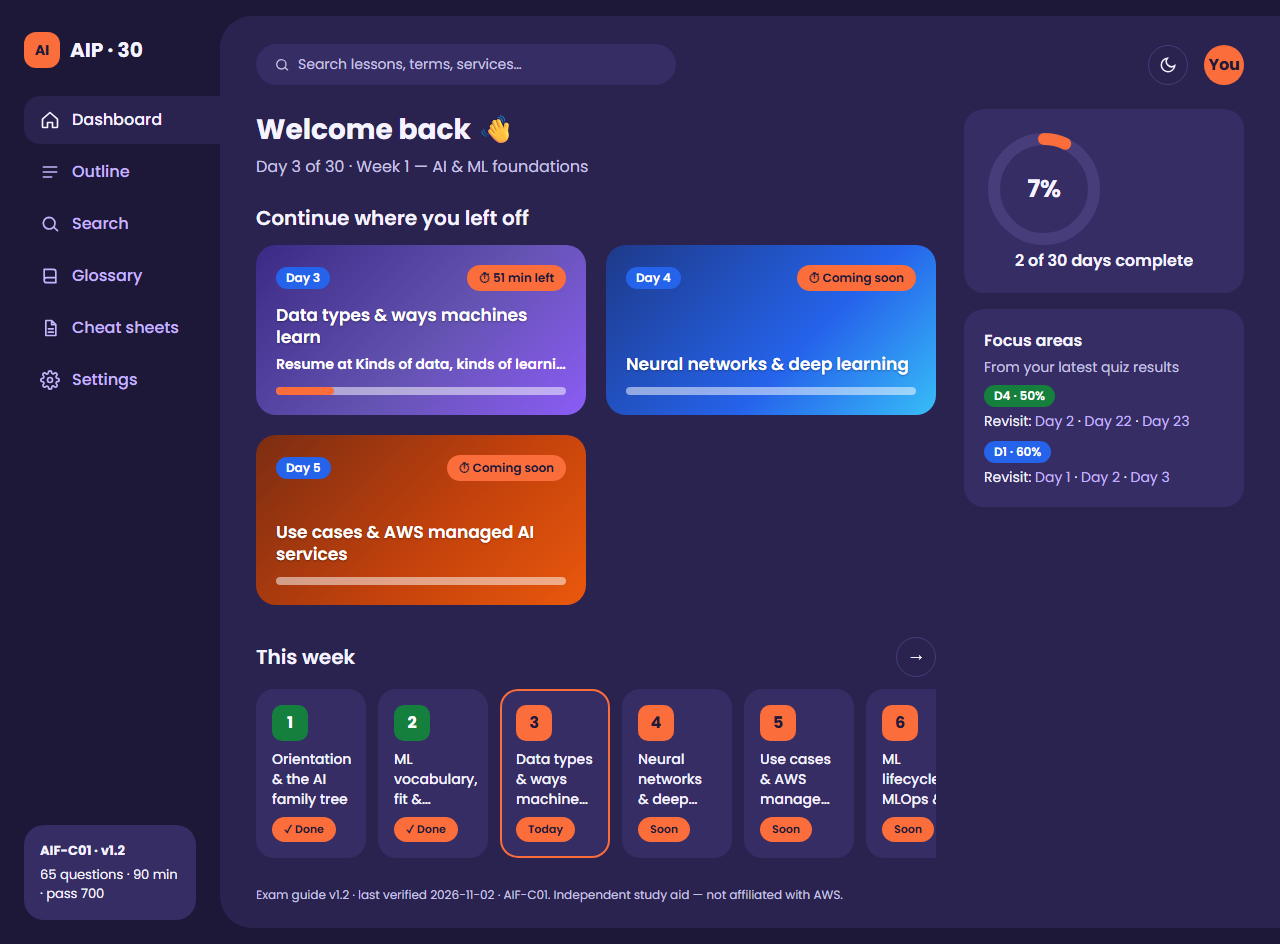 AI
AIP · 30
Dashboard
Outline
Search
Glossary
Cheat sheets
Settings
AIF-C01 · v1.2
65 questions · 90 min
· pass 700
Search lessons, terms, services...
You
Welcome back 👋
Day 3 of 30 · Week 1 — AI & ML foundations
Continue where you left off
Day 3
⏱ 51 min left
Data types & ways machines
learn
Resume at Kinds of data, kinds of learni...
Day 4
⏱ Coming soon
Neural networks & deep learning
Day 5
⏱ Coming soon
Use cases & AWS managed AI
services
This week
→
1
Orientation
& the AI
family tree
✓ Done
2
ML
vocabulary,
fit &...
✓ Done
3
Data types
& ways
machine...
Today
4
Neural
networks
& deep...
Soon
5
Use cases
& AWS
manage...
Soon
6
ML
lifecycle
MLOps &
Soon
Exam guide v1.2 · last verified 2026-11-02 · AIF-C01. Independent study aid — not affiliated with AWS.
7%
2 of 30 days complete
Focus areas
From your latest quiz results
D4 · 50%
Revisit: Day 2 · Day 22 · Day 23
D1 · 60%
Revisit: Day 1 · Day 2 · Day 3